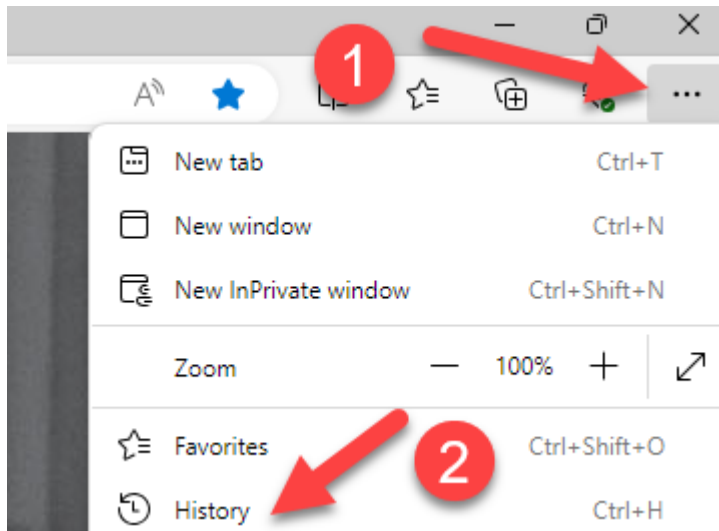 1
A
New tab Ctrl+T
New window Ctrl+N
New InPrivate window Ctrl+Shift+N
Zoom — 100% +
Favorites Ctrl+Shift+O
2
History Ctrl+H